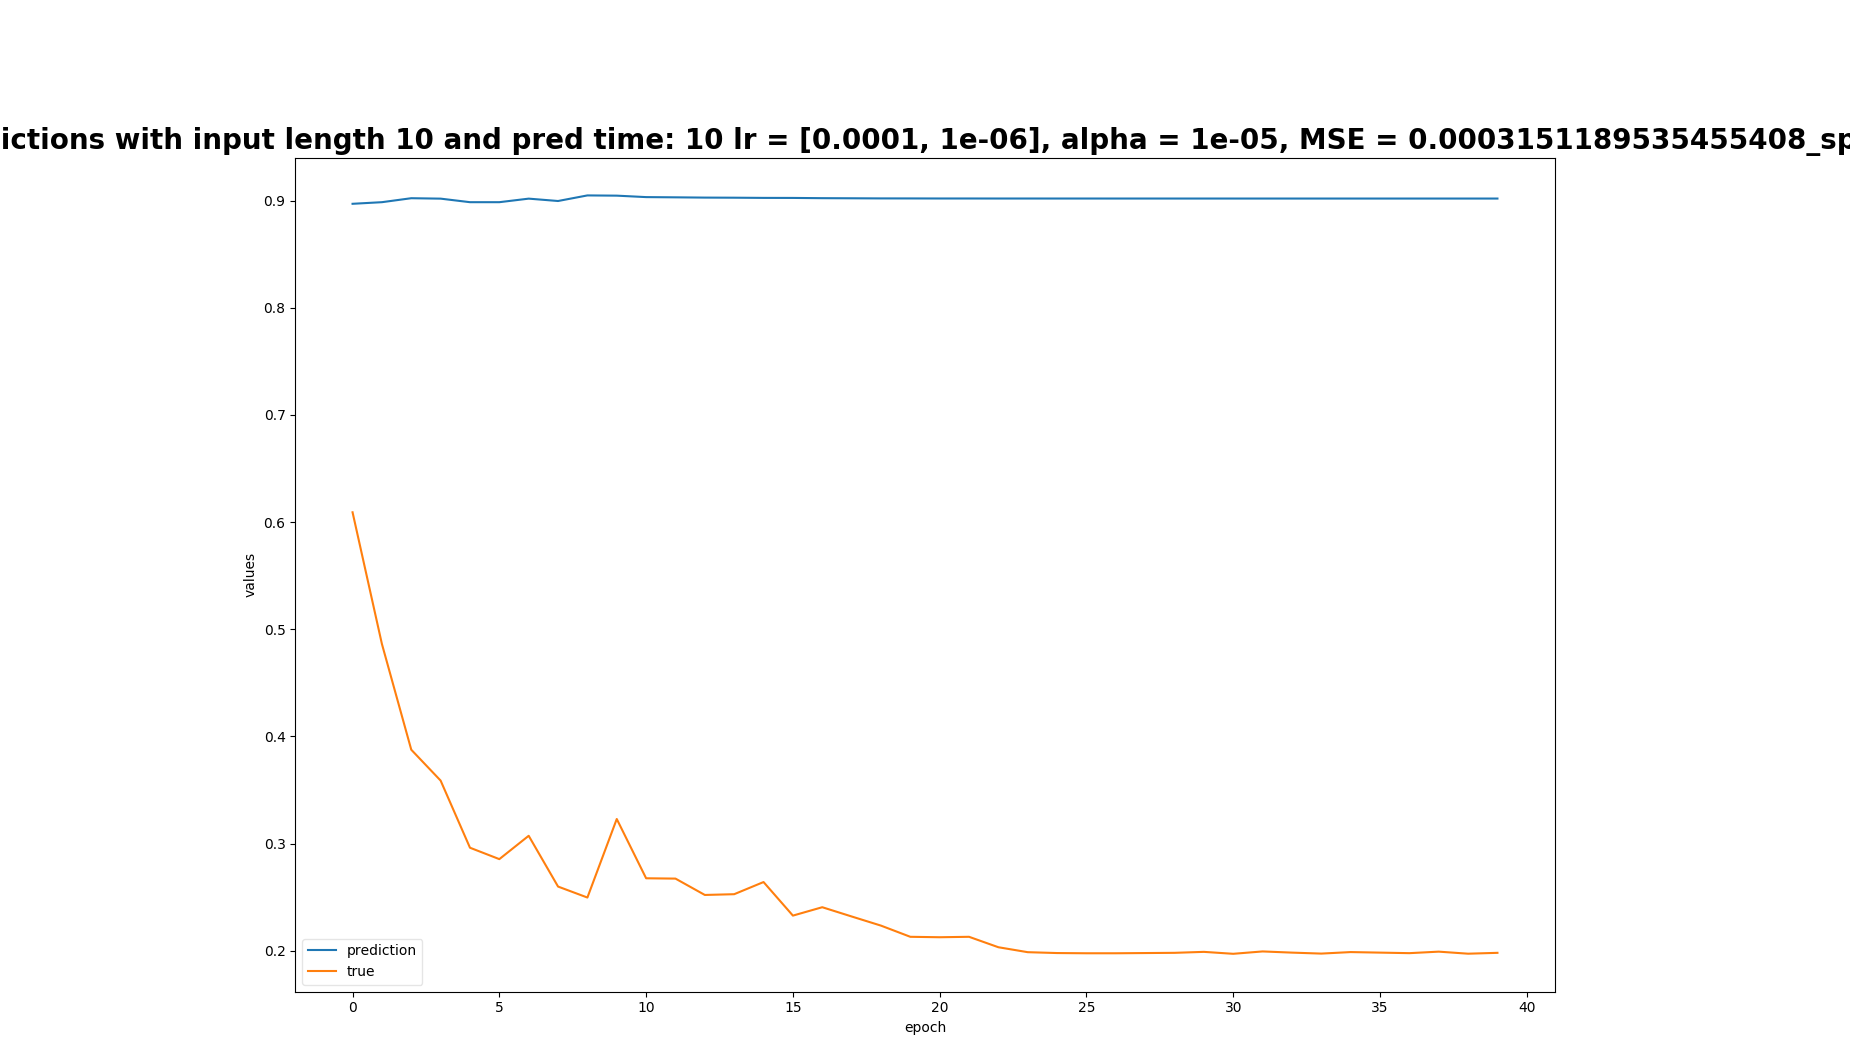 ictions with input length 10 and pred time: 10 lr = [0.0001, 1e-06], alpha = 1e-05, MSE = 0.0003151189535455408_sp
0.9
0.8
0.7
0.6
0.5
0.4
0.3
0.2
values
prediction
true
0 5 10 15 20 25 30 35 40
epoch